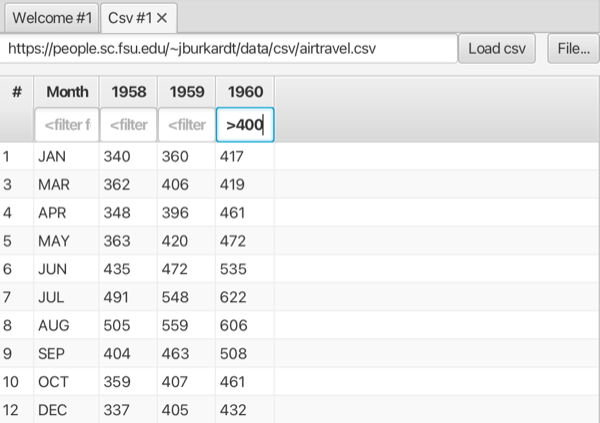 Welcome #1 Csv #1 ✕
https://people.sc.fsu.edu/~jburkardt/data/csv/airtravel.csv Load csv File...
# Month 1958 1959 1960
<filter f <filter <filter >400
1 JAN 340 360 417
3 MAR 362 406 419
4 APR 348 396 461
5 MAY 363 420 472
6 JUN 435 472 535
7 JUL 491 548 622
8 AUG 505 559 606
9 SEP 404 463 508
10 OCT 359 407 461
12 DEC 337 405 432